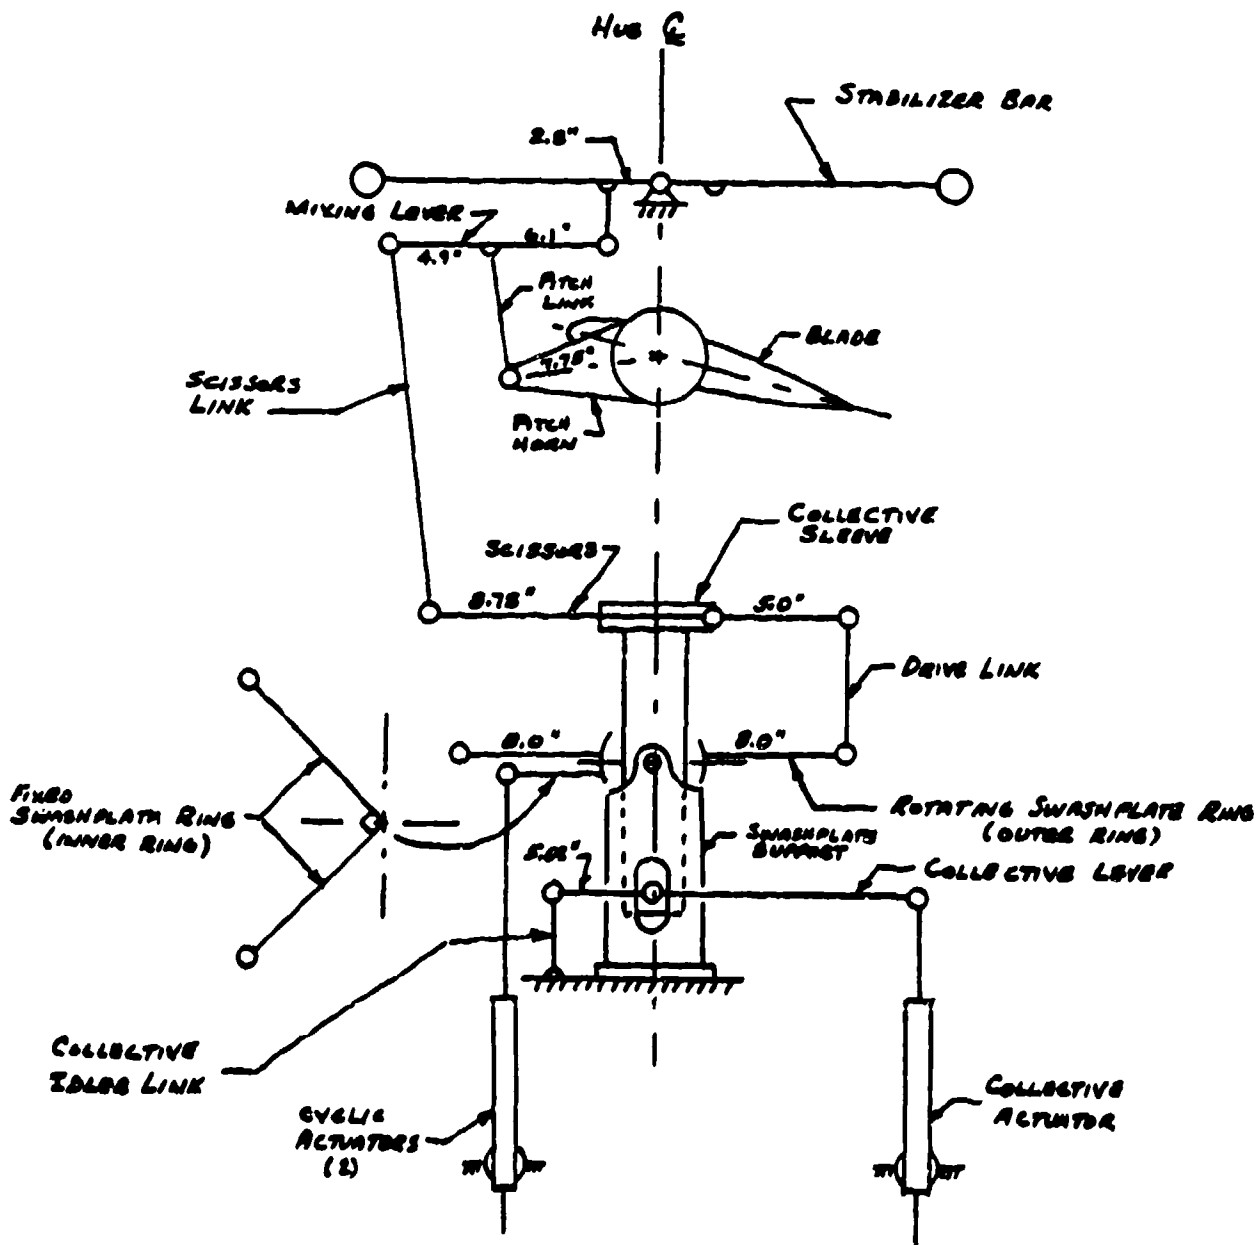 HUB ℄
STABILIZER BAR
2.8"
MIXING LEVER
6.1"
4.9"
PITCH
LINK
BLADE
7.75"
SCISSORS
LINK
PITCH
HORN
COLLECTIVE
SLEEVE
SCISSORS
8.75"
5.0"
DRIVE LINK
8.0"
8.0"
FIXED
SWASHPLATE RING
(INNER RING)
ROTATING SWASHPLATE RING
(OUTER RING)
SWASHPLATE
SUPPORT
COLLECTIVE LEVER
COLLECTIVE
IDLER LINK
CYCLIC
ACTUATORS
(2)
COLLECTIVE
ACTUATOR